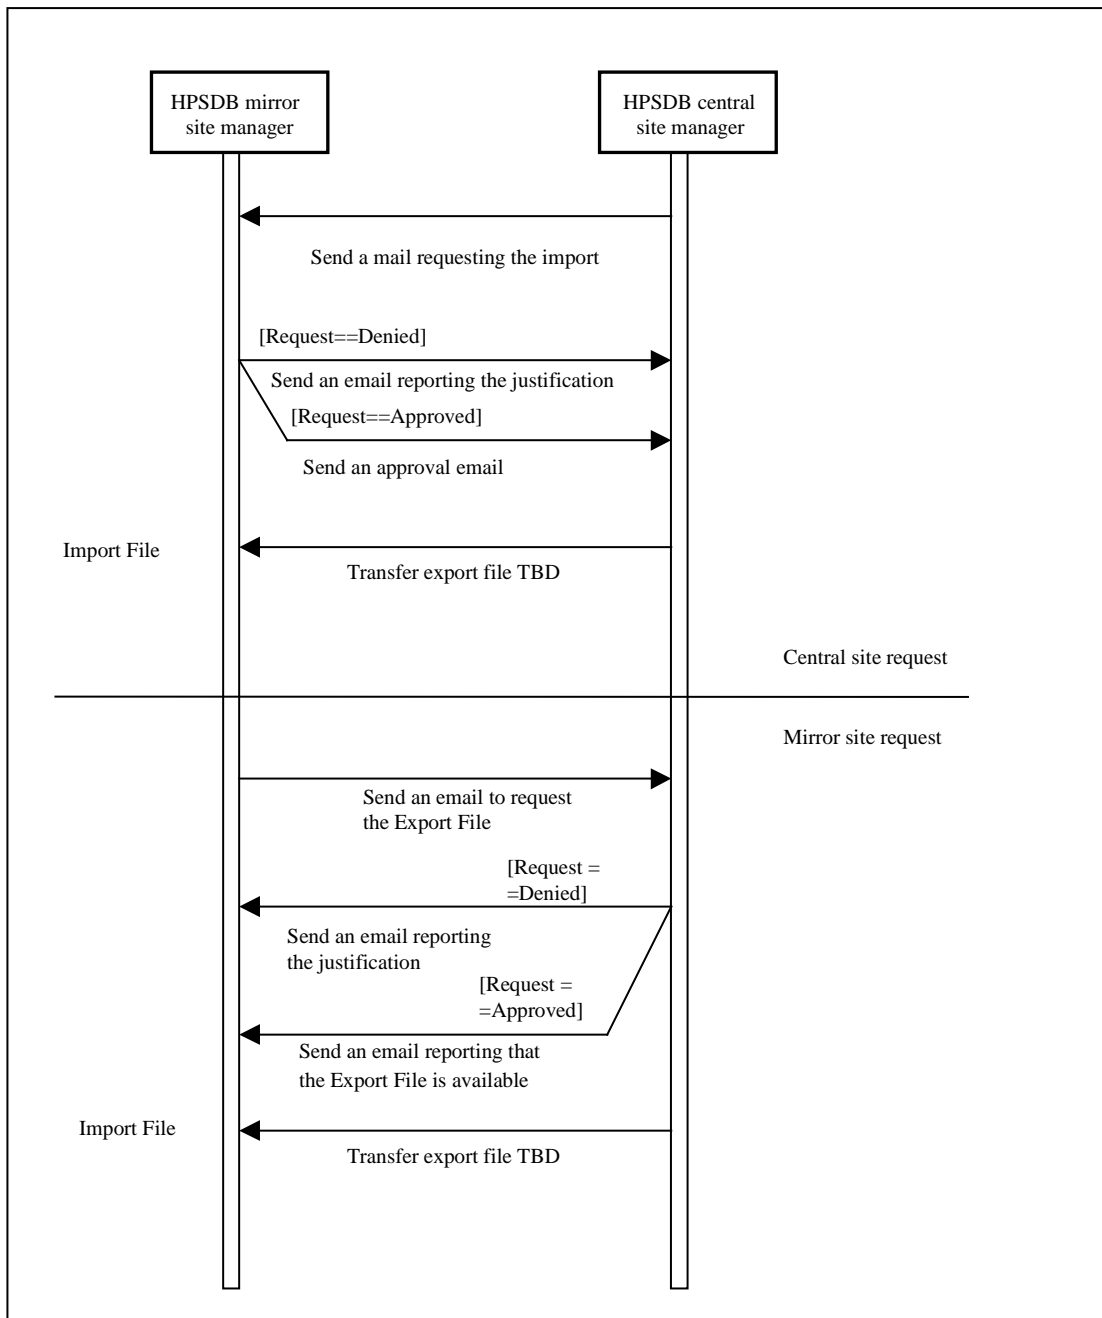 HPSDB mirror
site manager
HPSDB central
site manager
Send a mail requesting the import
[Request==Denied]
Send an email reporting the justification
[Request==Approved]
Send an approval email
Import File
Transfer export file TBD
Central site request
Mirror site request
Send an email to request
the Export File
[Request =
=Denied]
Send an email reporting
the justification
[Request =
=Approved]
Send an email reporting that
the Export File is available
Import File
Transfer export file TBD